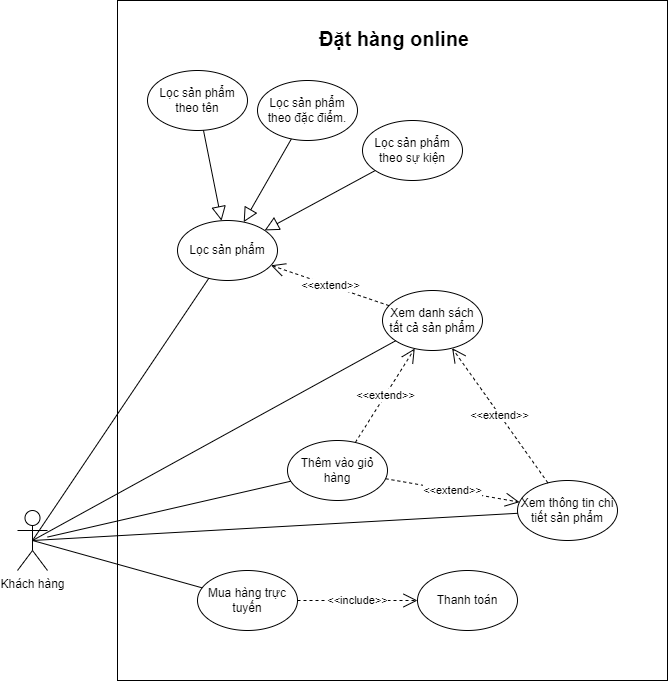 Đặt hàng online
Lọc sản phẩm
theo tên
Lọc sản phẩm
theo đặc điểm.
Lọc sản phẩm
theo sự kiện
Lọc sản phẩm
<<extend>>
Xem danh sách
tất cả sản phẩm
<<extend>>
<<extend>>
Thêm vào giỏ
hàng
<<extend>>
Xem thông tin chi
tiết sản phẩm
Khách hàng
Mua hàng trực
tuyến
<<include>>
Thanh toán